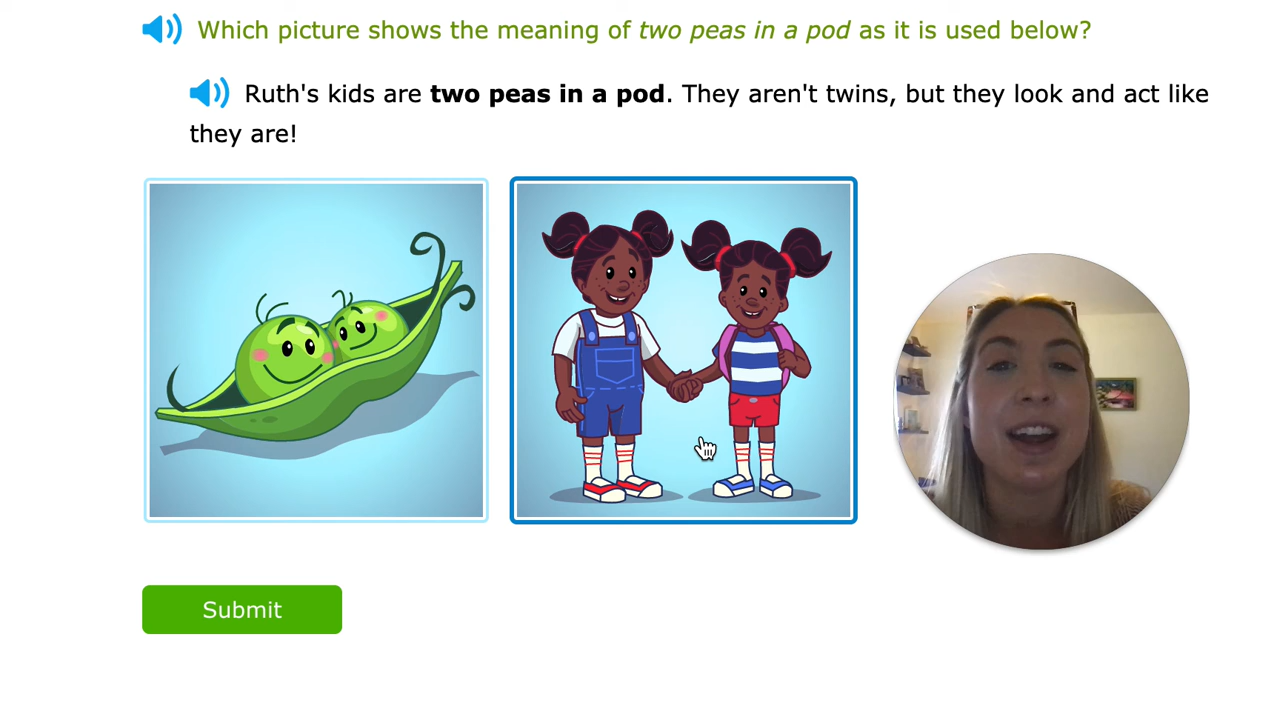 Which picture shows the meaning of two peas in a pod as it is used below?
Ruth's kids are two peas in a pod. They aren't twins, but they look and act like
they are!
Submit